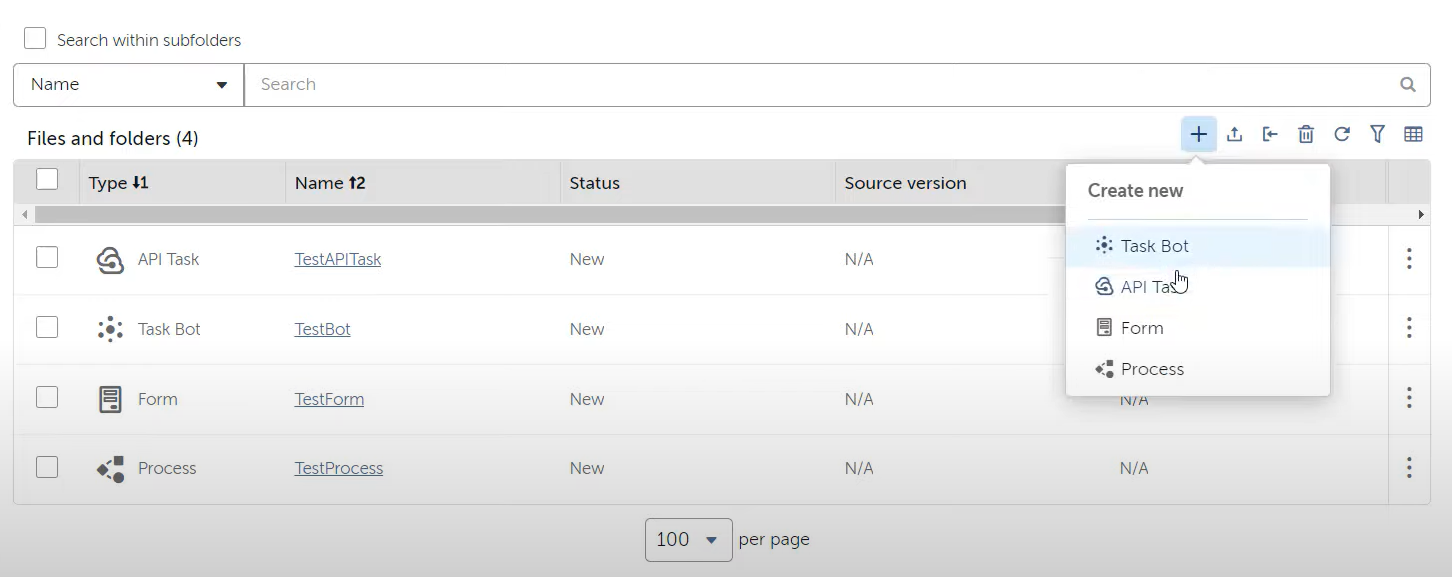 Search within subfolders
Name Search
Files and folders (4)
Type ↓1 Name ↑2 Status Source version
Create new
Task Bot
API Task
Form
Process
API Task TestAPITask New N/A
Task Bot TestBot New N/A
Form TestForm New N/A N/A
Process TestProcess New N/A N/A
100 per page